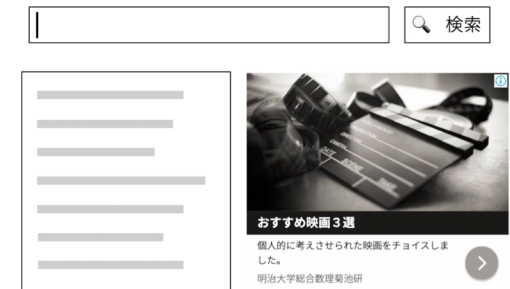 検索
おすすめ映画３選
個人的に考えさせられた映画をチョイスしま
した。
明治大学総合数理菊池研